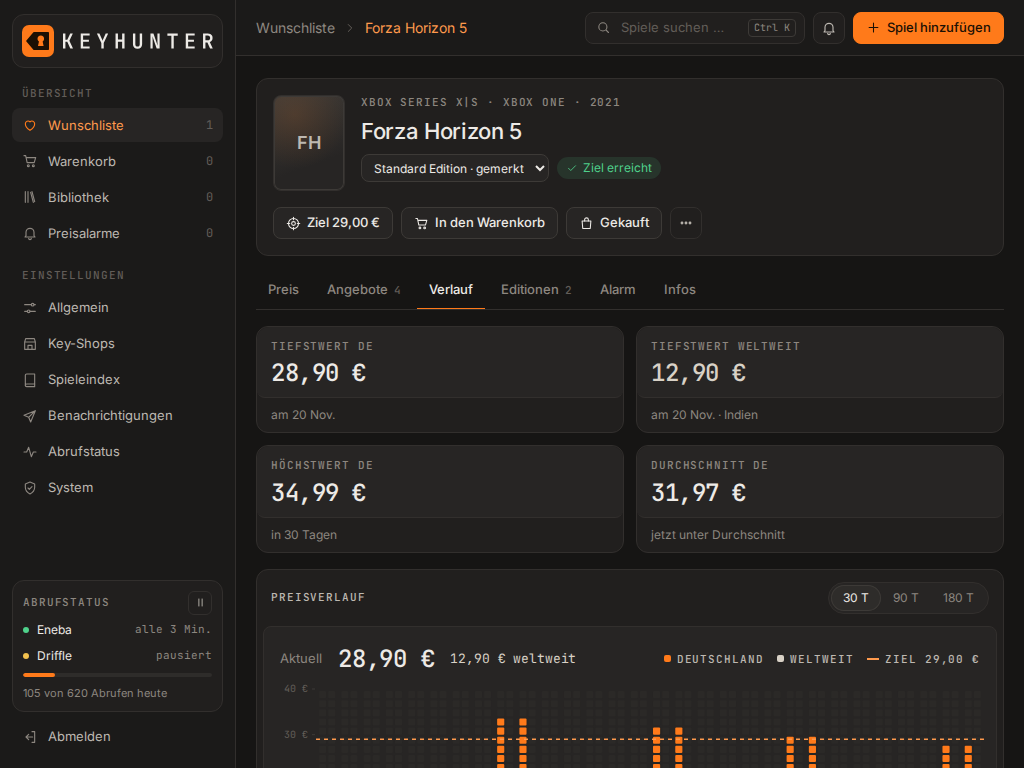 KEYHUNTER
ÜBERSICHT
Wunschliste 1
Warenkorb 0
Bibliothek 0
Preisalarme 0
EINSTELLUNGEN
Allgemein
Key-Shops
Spieleindex
Benachrichtigungen
Abrufstatus
System
ABRUFSTATUS
Eneba alle 3 Min.
Driffle pausiert
105 von 620 Abrufen heute
Abmelden
Wunschliste > Forza Horizon 5
Spiele suchen ... Ctrl K
Spiel hinzufügen
FH
XBOX SERIES X|S · XBOX ONE · 2021
Forza Horizon 5
Standard Edition · gemerkt
Ziel erreicht
Ziel 29,00 €
In den Warenkorb
Gekauft
Preis
Angebote 4
Verlauf
Editionen 2
Alarm
Infos
TIEFSTWERT DE
28,90 €
am 20 Nov.
TIEFSTWERT WELTWEIT
12,90 €
am 20 Nov. · Indien
HÖCHSTWERT DE
34,99 €
in 30 Tagen
DURCHSCHNITT DE
31,97 €
jetzt unter Durchschnitt
PREISVERLAUF
30 T 90 T 180 T
Aktuell 28,90 € 12,90 € weltweit
DEUTSCHLAND WELTWEIT ZIEL 29,00 €
40 €
30 €